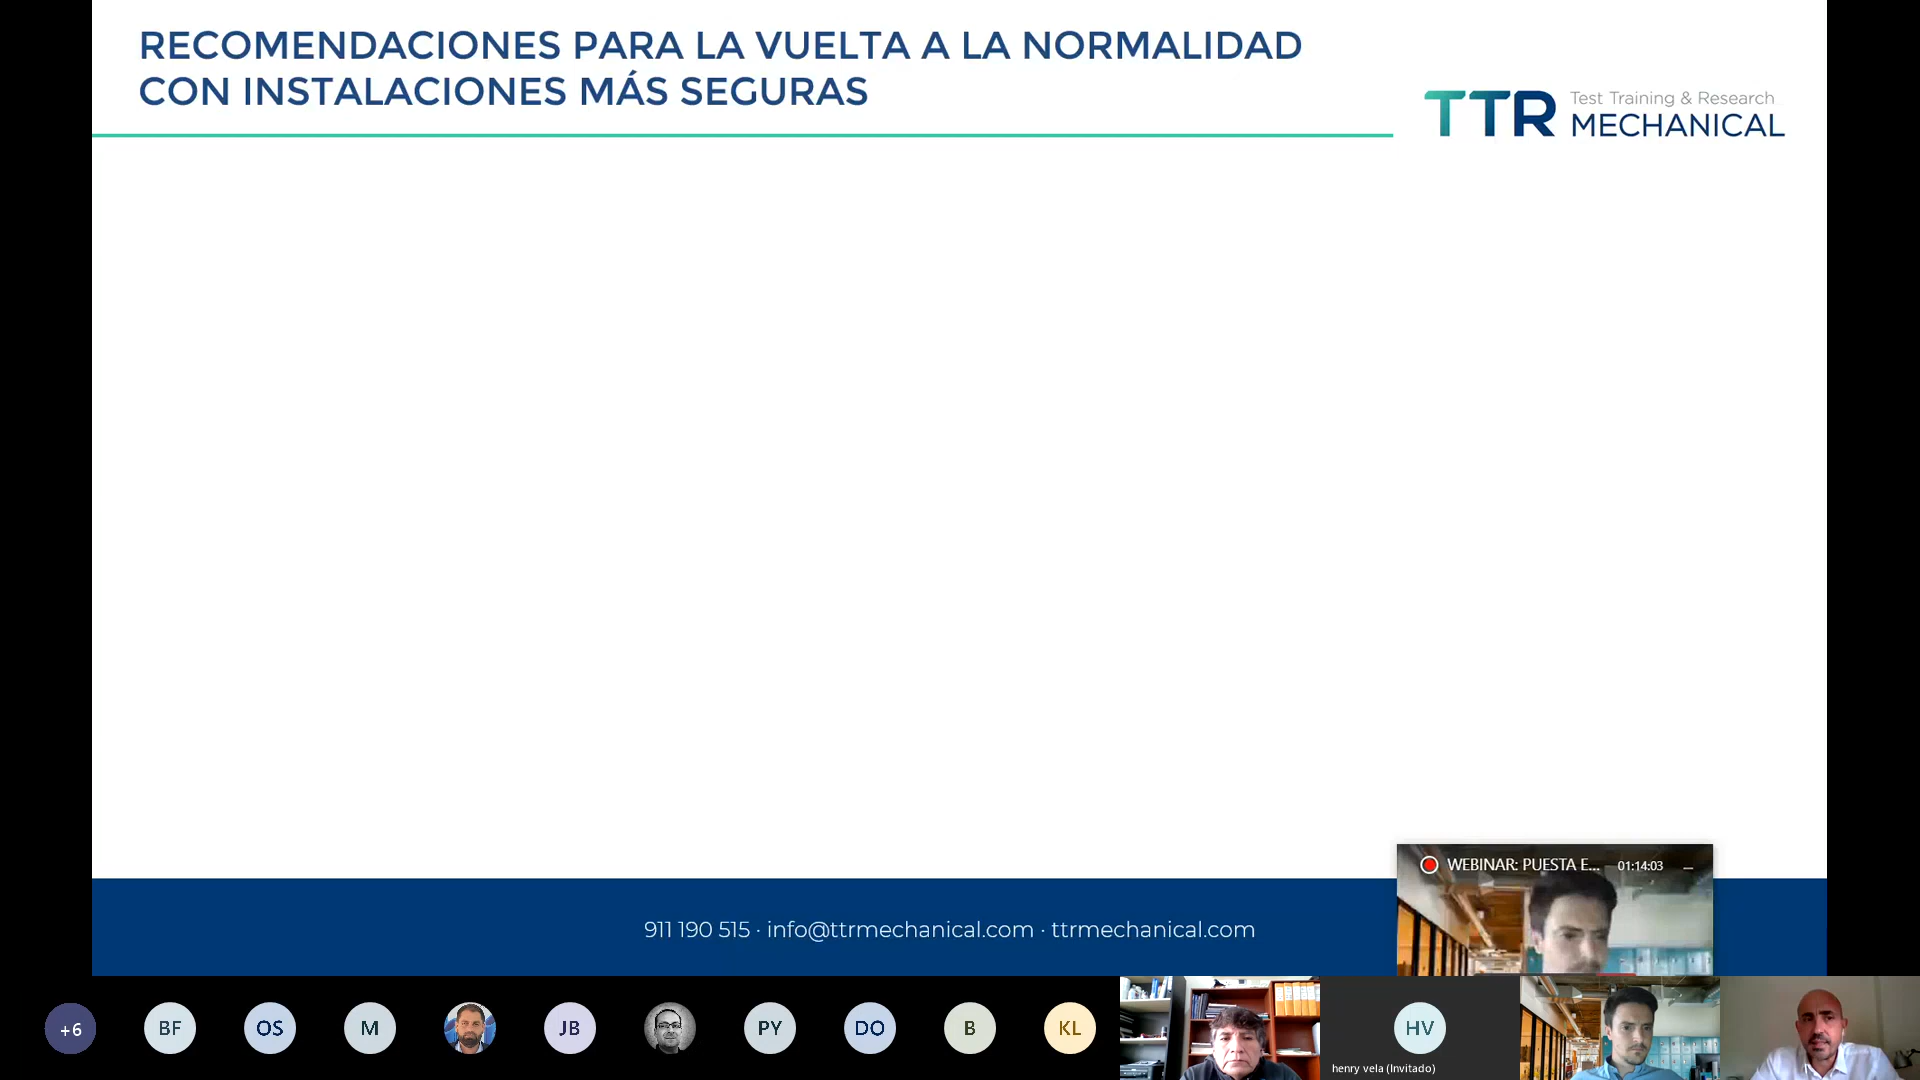 RECOMENDACIONES PARA LA VUELTA A LA NORMALIDAD
CON INSTALACIONES MÁS SEGURAS
TTR Test Training & Research
MECHANICAL
WEBINAR: PUESTA E... 01:14:03
911 190 515 · info@ttrmechanical.com · ttrmechanical.com
+6 BF OS M JB PY DO B KL HV
henry vela (Invitado)